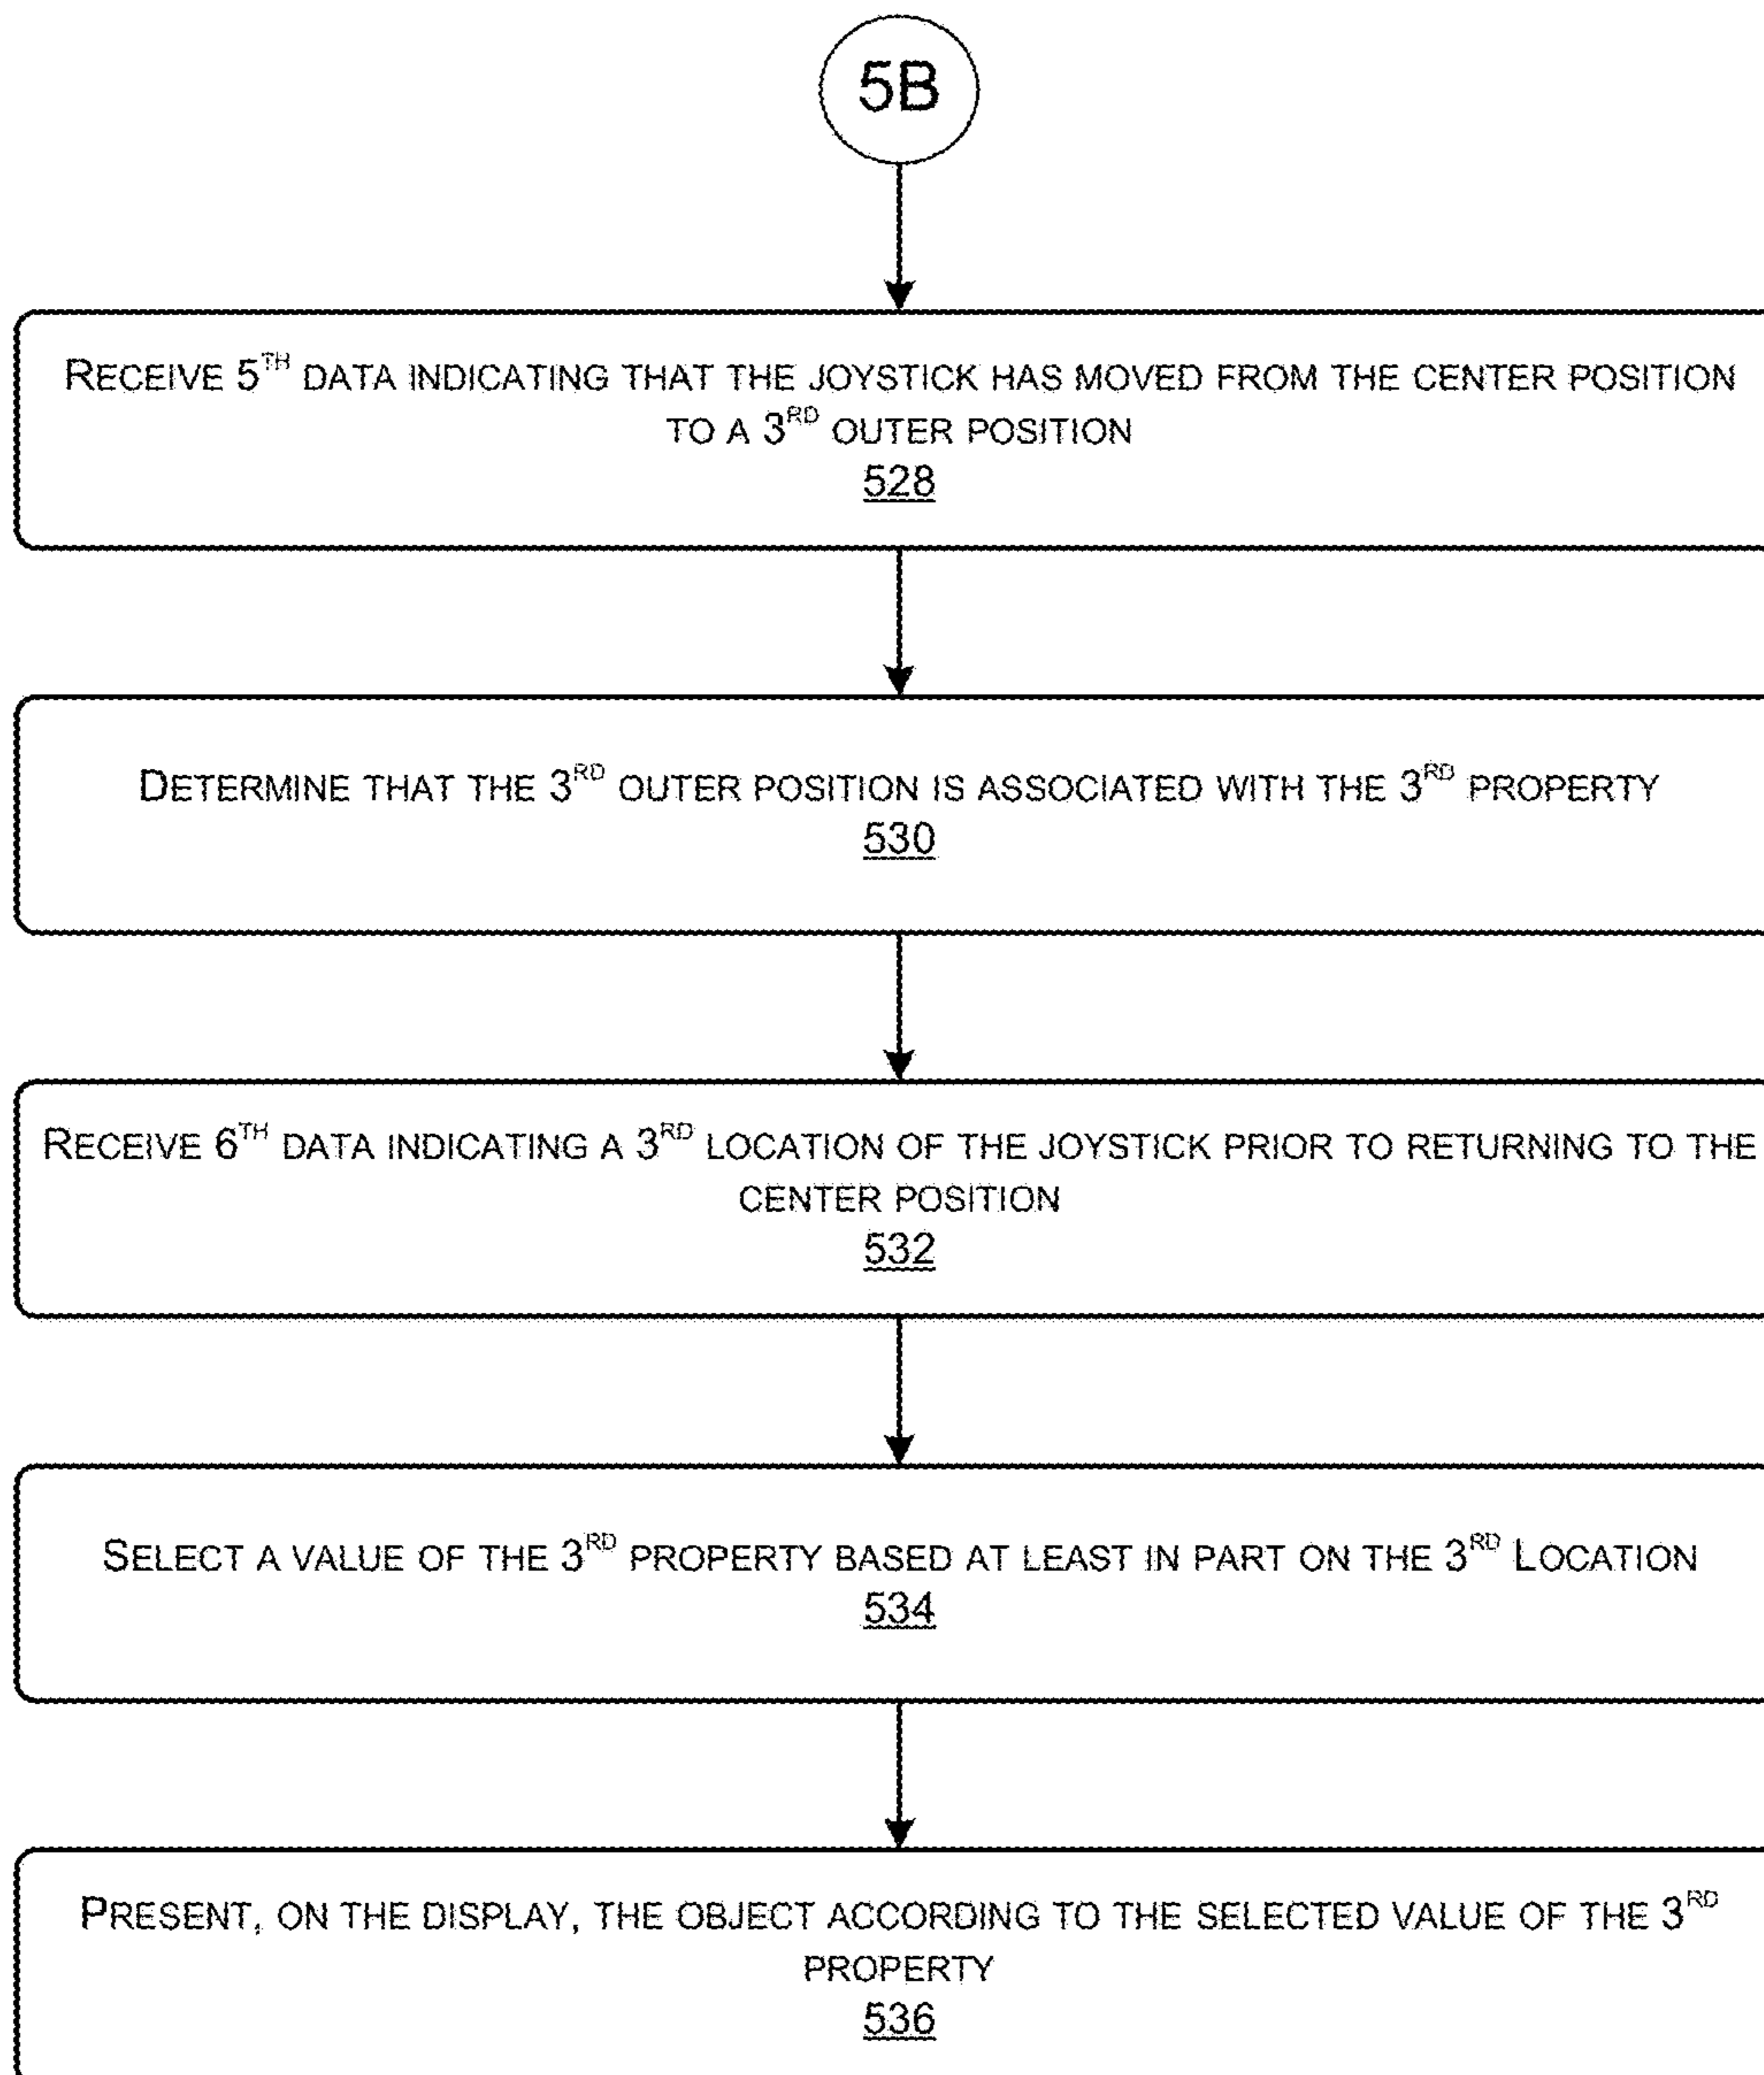 5B
RECEIVE 5TH DATA INDICATING THAT THE JOYSTICK HAS MOVED FROM THE CENTER POSITION
TO A 3RD OUTER POSITION
528
DETERMINE THAT THE 3RD OUTER POSITION IS ASSOCIATED WITH THE 3RD PROPERTY
530
RECEIVE 6TH DATA INDICATING A 3RD LOCATION OF THE JOYSTICK PRIOR TO RETURNING TO THE
CENTER POSITION
532
SELECT A VALUE OF THE 3RD PROPERTY BASED AT LEAST IN PART ON THE 3RD LOCATION
534
PRESENT, ON THE DISPLAY, THE OBJECT ACCORDING TO THE SELECTED VALUE OF THE 3RD
PROPERTY
536